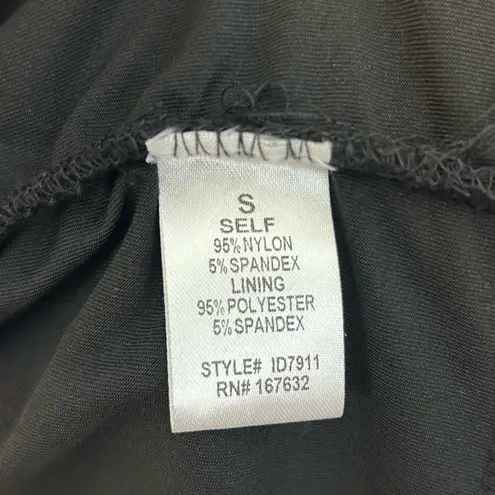 S
SELF
95% NYLON
5% SPANDEX
LINING
95% POLYESTER
5% SPANDEX
STYLE# ID7911
RN# 167632